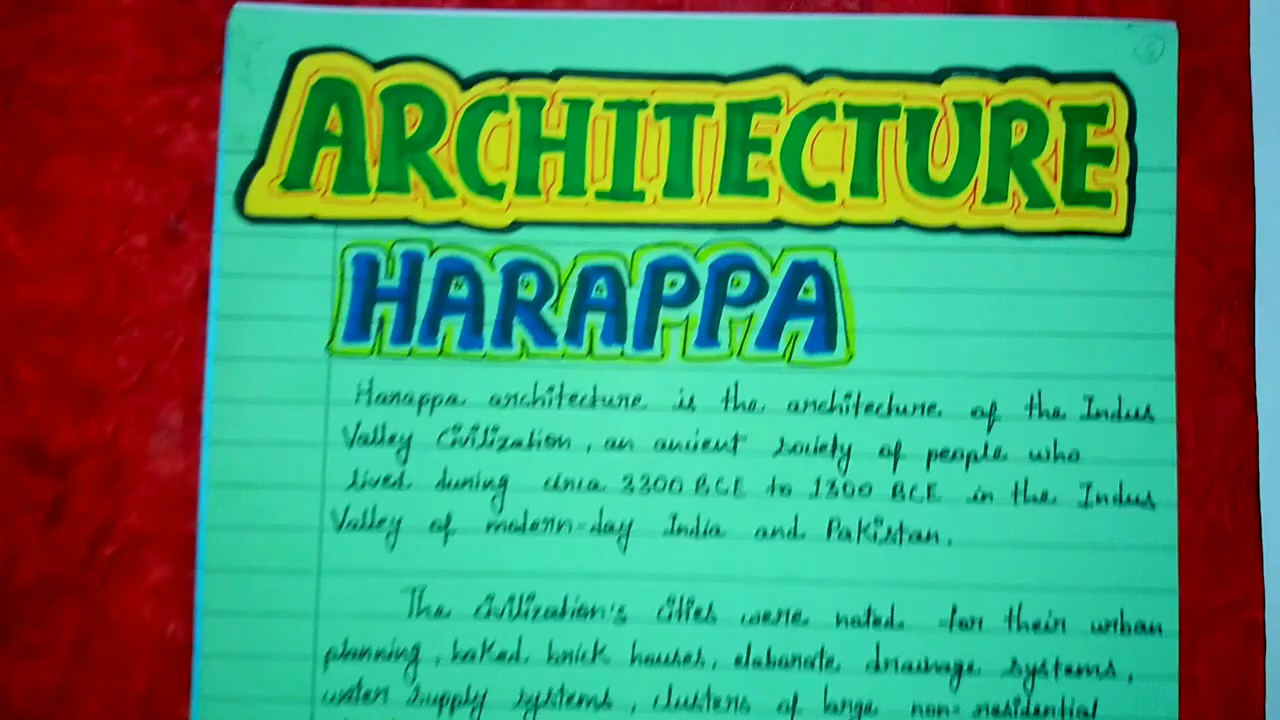 ARCHITECTURE
HARAPPA
Harappa architecture is the architecture of the Indus
Valley Civilization, an ancient society of people who
lived during circa 3300 BCE to 1300 BCE in the Indus
Valley of modern-day India and Pakistan.
The civilization's cities were noted for their urban
planning, baked brick houses, elaborate drainage systems,
water supply systems, clusters of large non-residential